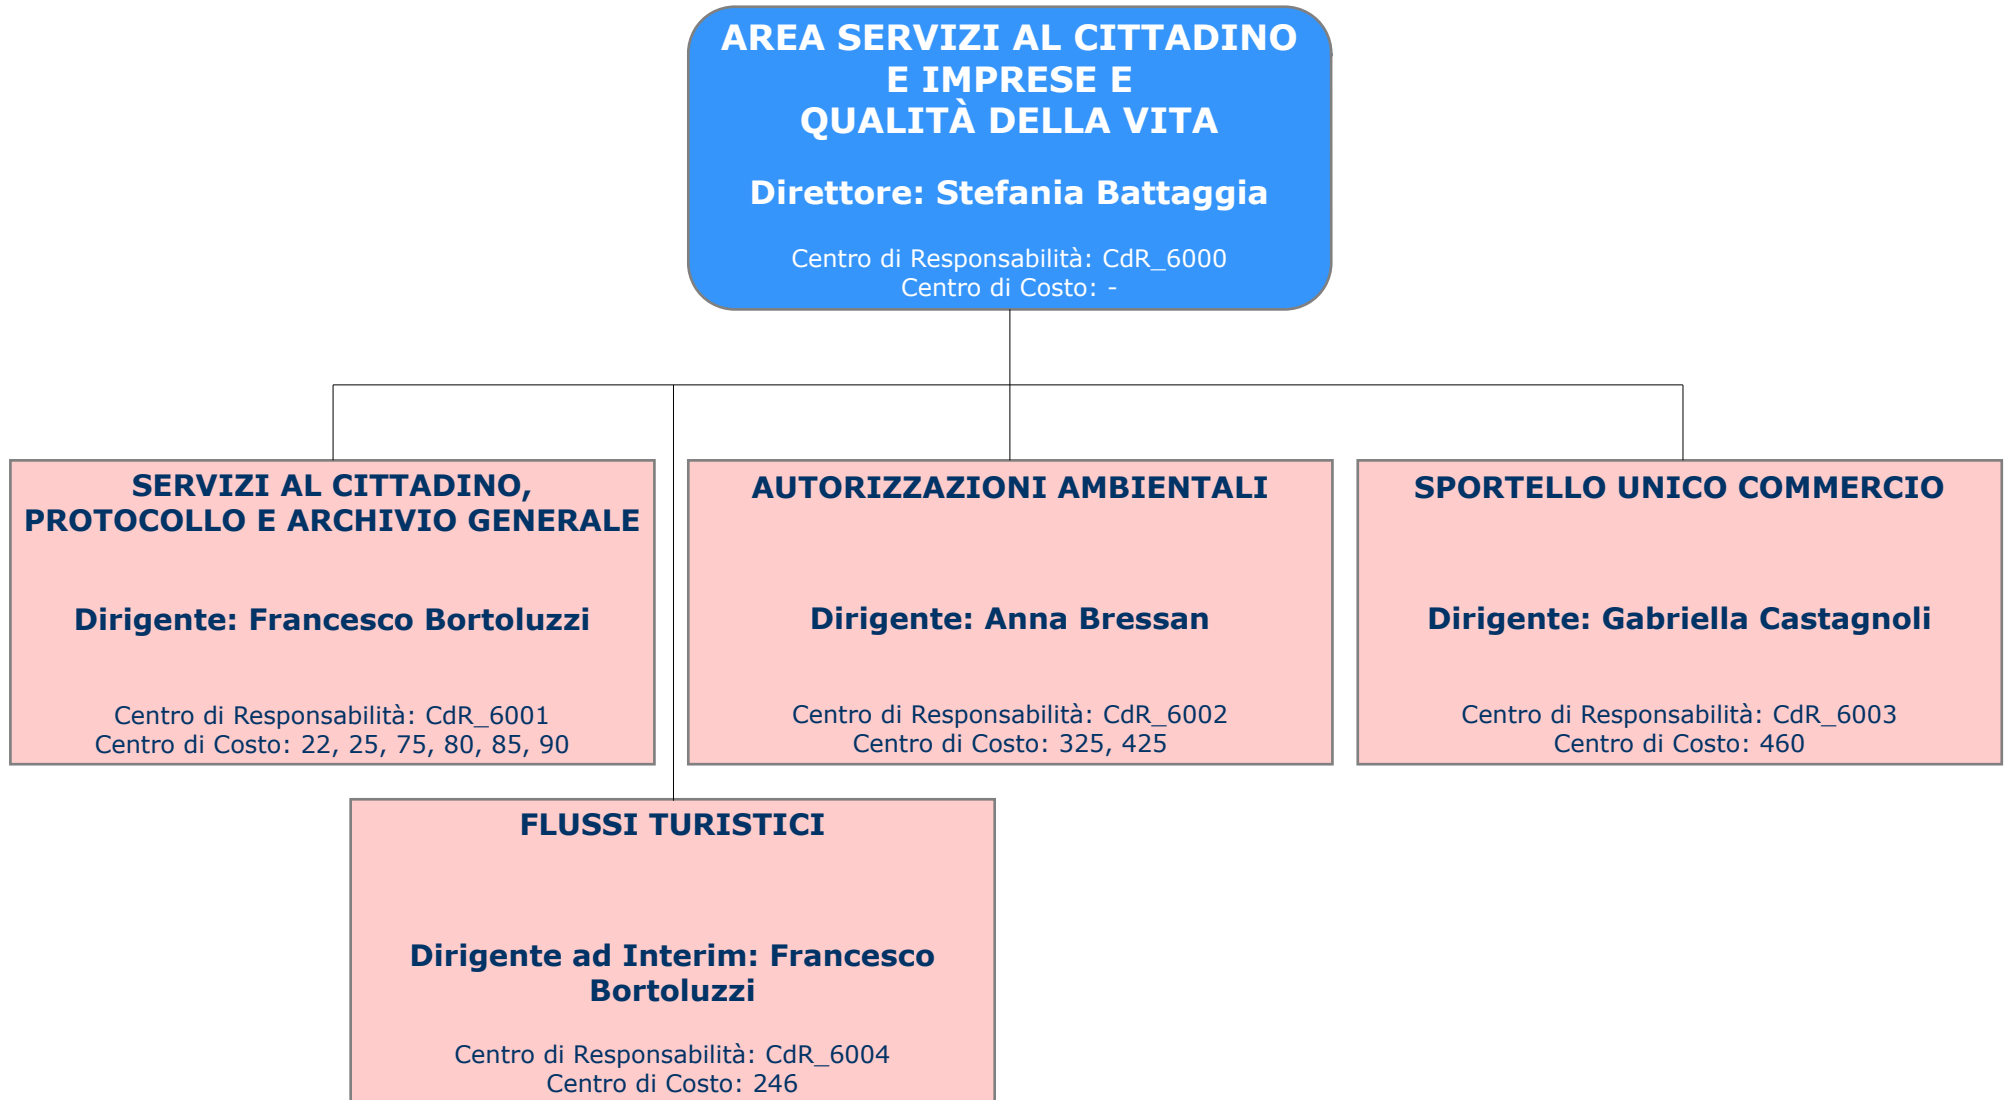 AREA SERVIZI AL CITTADINO
E IMPRESE E
QUALITÀ DELLA VITA
Direttore: Stefania Battaggia
Centro di Responsabilità: CdR_6000
Centro di Costo: -
SERVIZI AL CITTADINO,
PROTOCOLLO E ARCHIVIO GENERALE
Dirigente: Francesco Bortoluzzi
Centro di Responsabilità: CdR_6001
Centro di Costo: 22, 25, 75, 80, 85, 90
AUTORIZZAZIONI AMBIENTALI
Dirigente: Anna Bressan
Centro di Responsabilità: CdR_6002
Centro di Costo: 325, 425
SPORTELLO UNICO COMMERCIO
Dirigente: Gabriella Castagnoli
Centro di Responsabilità: CdR_6003
Centro di Costo: 460
FLUSSI TURISTICI
Dirigente ad Interim: Francesco
Bortoluzzi
Centro di Responsabilità: CdR_6004
Centro di Costo: 246